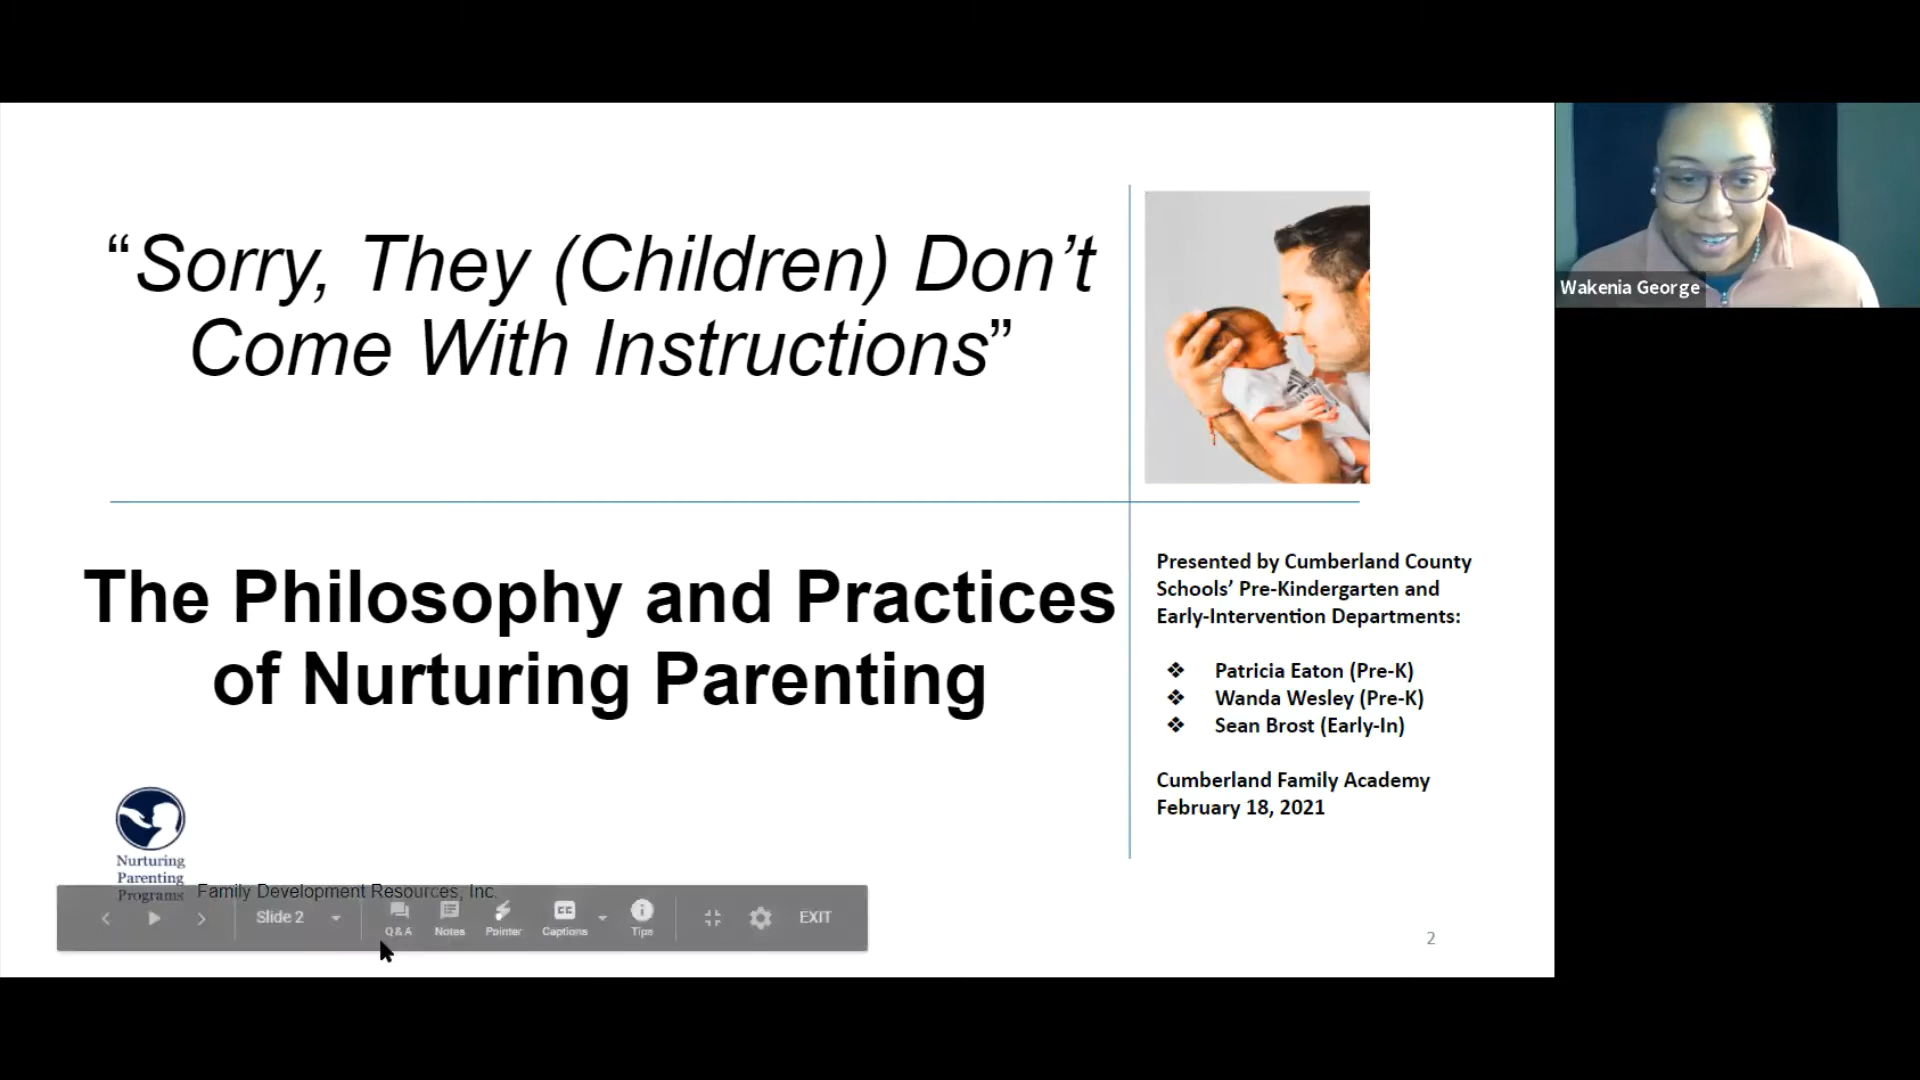 “Sorry, They (Children) Don’t
Come With Instructions”
The Philosophy and Practices
of Nurturing Parenting
Presented by Cumberland County
Schools’ Pre-Kindergarten and
Early-Intervention Departments:
❖ Patricia Eaton (Pre-K)
❖ Wanda Wesley (Pre-K)
❖ Sean Brost (Early-In)
Cumberland Family Academy
February 18, 2021
Nurturing
Parenting
Programs
Family Development Resources, Inc.
Slide 2
Q&A
Notes
Pointer
CC
Captions
Tips
EXIT
2
Wakenia George